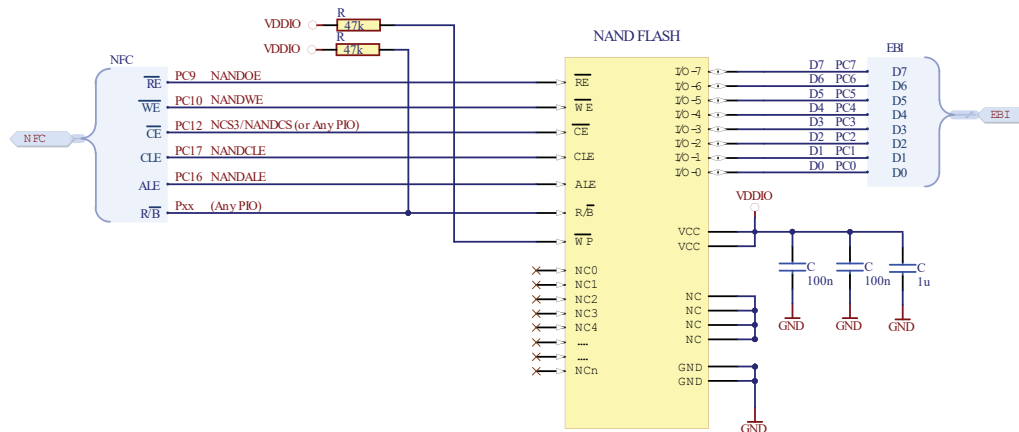 R
VDDIO 47k
R
VDDIO 47k
NAND FLASH
NFC
EBI
NFC
EBI
RE PC9 NANDOE RE
WE PC10 NANDWE WE
CE PC12 NCS3/NANDCS (or Any PIO) CE
CLE PC17 NANDCLE CLE
ALE PC16 NANDALE ALE
R/B Pxx (Any PIO) R/B
WP
NC0
NC1
NC2
NC3
NC4
....
....
NCn
I/O-7 D7 PC7 D7
I/O-6 D6 PC6 D6
I/O-5 D5 PC5 D5
I/O-4 D4 PC4 D4
I/O-3 D3 PC3 D3
I/O-2 D2 PC2 D2
I/O-1 D1 PC1 D1
I/O-0 D0 PC0 D0
VDDIO
VCC
VCC
C
100n
C
100n
C
1u
NC
NC
NC
NC
GND
GND
GND
GND
GND
GND